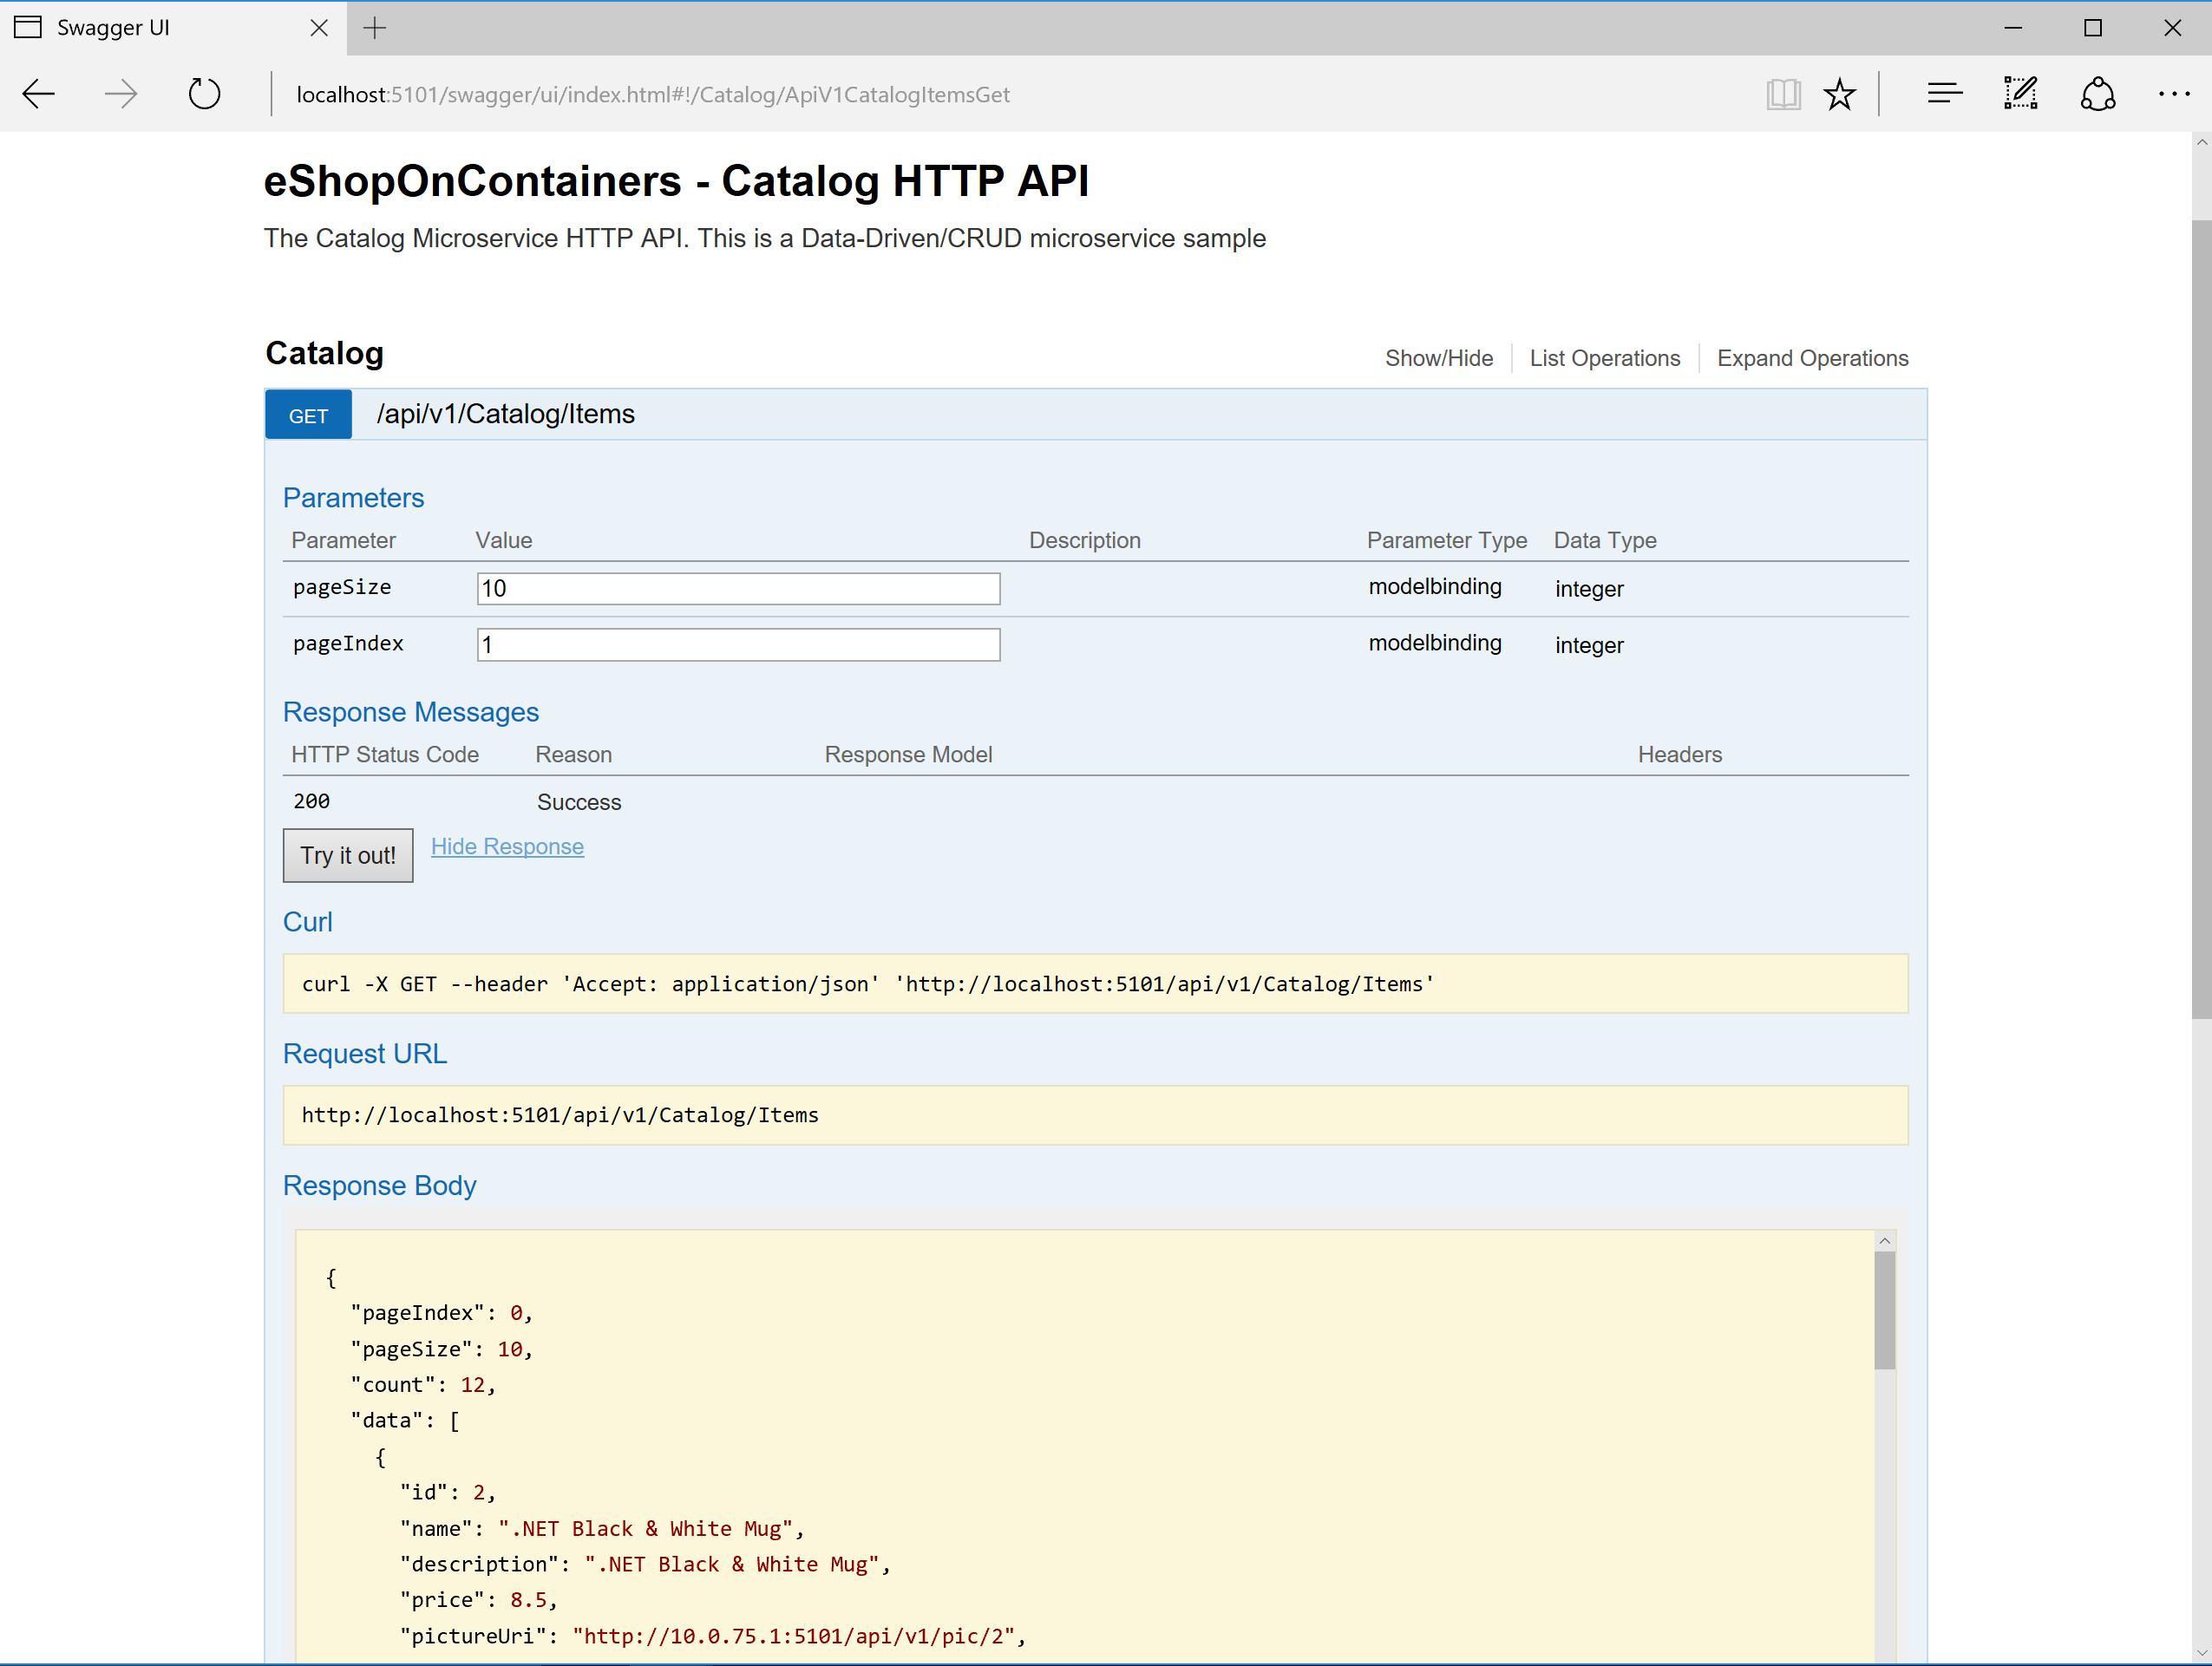 Swagger UI
localhost:5101/swagger/ui/index.html#!/Catalog/ApiV1CatalogItemsGet
eShopOnContainers - Catalog HTTP API
The Catalog Microservice HTTP API. This is a Data-Driven/CRUD microservice sample
Catalog Show/Hide List Operations Expand Operations
GET /api/v1/Catalog/Items
Parameters
Parameter Value Description Parameter Type Data Type
pageSize 10 modelbinding integer
pageIndex 1 modelbinding integer
Response Messages
HTTP Status Code Reason Response Model Headers
200 Success
Try it out! Hide Response
Curl
curl -X GET --header 'Accept: application/json' 'http://localhost:5101/api/v1/Catalog/Items'
Request URL
http://localhost:5101/api/v1/Catalog/Items
Response Body
{
"pageIndex": 0,
"pageSize": 10,
"count": 12,
"data": [
{
"id": 2,
"name": ".NET Black & White Mug",
"description": ".NET Black & White Mug",
"price": 8.5,
"pictureUri": "http://10.0.75.1:5101/api/v1/pic/2",